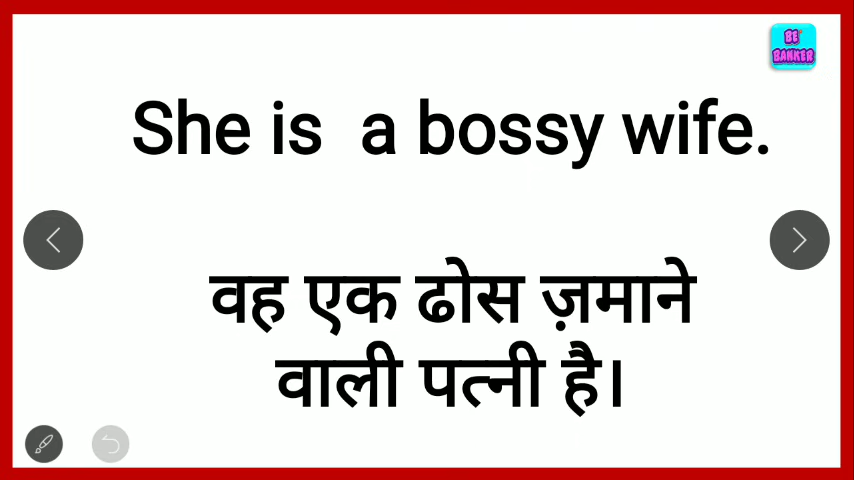 BE
BANKER
She is a bossy wife.
वह एक ढोस ज़माने
वाली पत्नी है।